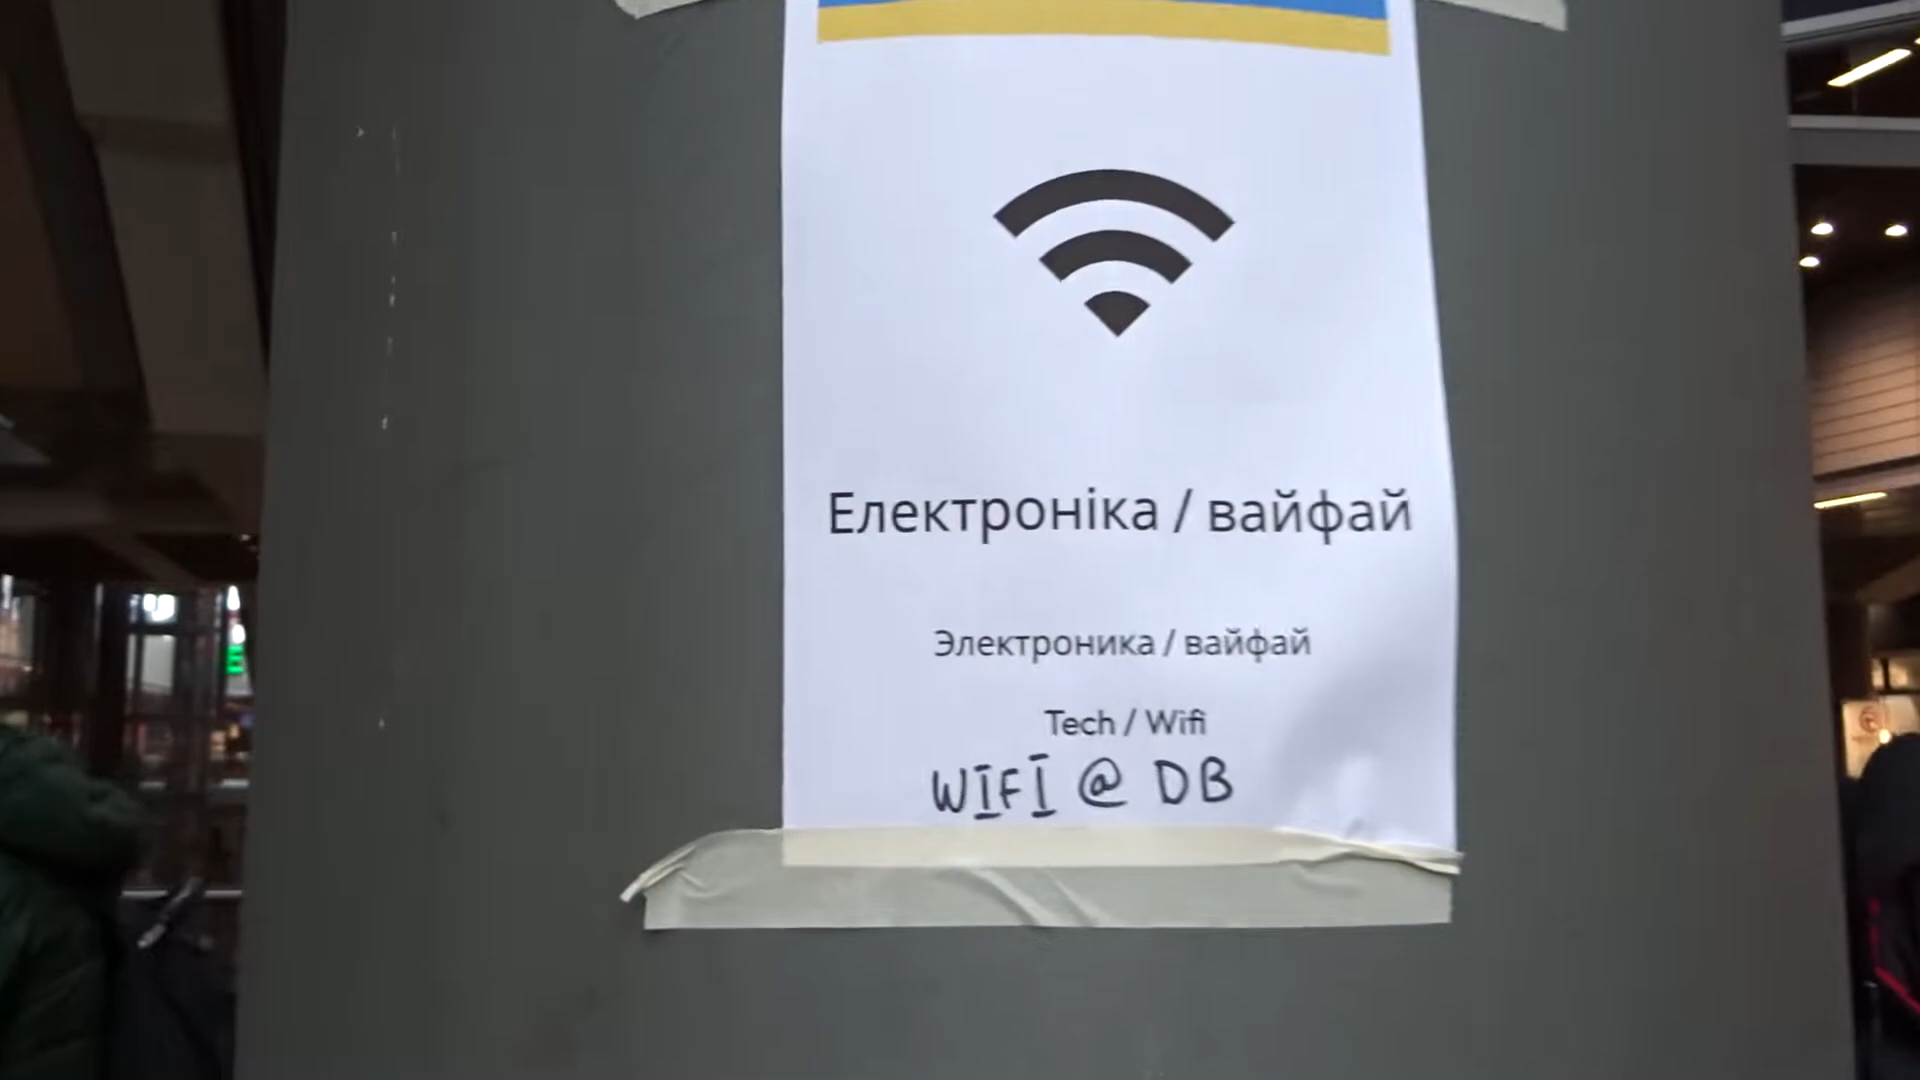 Електроніка / вайфай
Электроника / вайфай
Tech / Wifi
WIFI @ DB